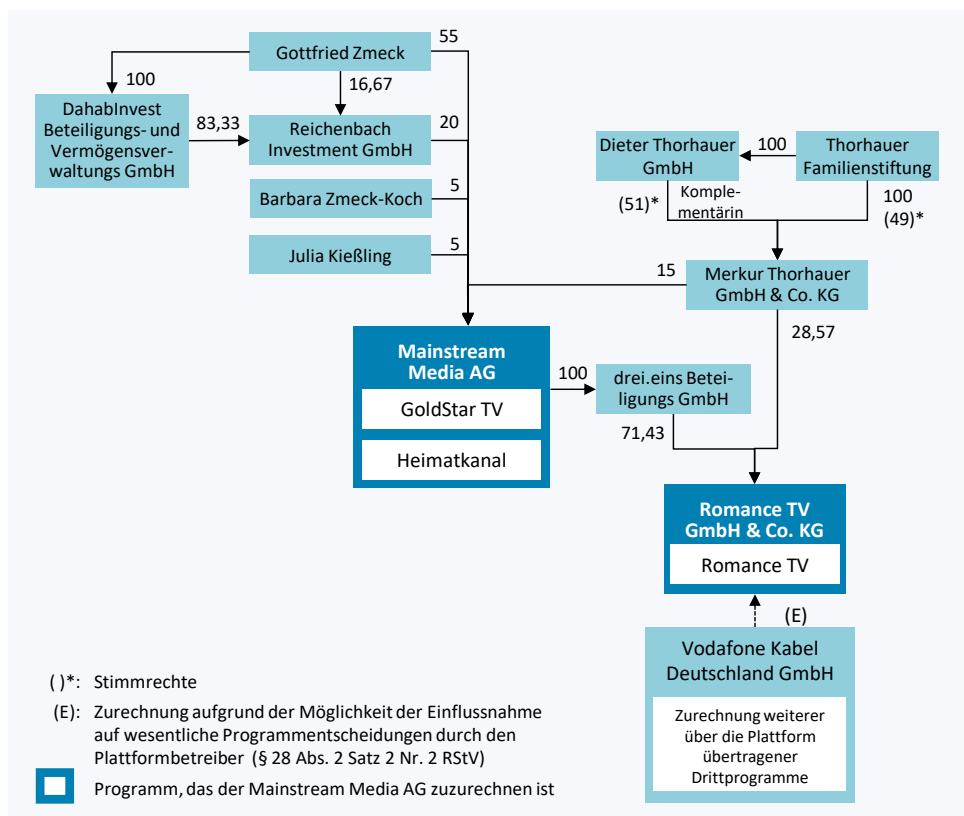 Gottfried Zmeck
55
100
16,67
DahabInvest
Beteiligungs- und
Vermögensver-
waltungs GmbH
83,33
Reichenbach
Investment GmbH
20
Barbara Zmeck-Koch
5
Julia Kießling
5
Dieter Thorhauer
GmbH
100
Thorhauer
Familienstiftung
(51)*
Komple-
mentärin
100
(49)*
15
Merkur Thorhauer
GmbH & Co. KG
28,57
Mainstream
Media AG
GoldStar TV
Heimatkanal
100
drei.eins Betei-
ligungs GmbH
71,43
Romance TV
GmbH & Co. KG
Romance TV
(E)
Vodafone Kabel
Deutschland GmbH
Zurechnung weiterer
über die Plattform
übertragener
Drittprogramme
( )*: Stimmrechte
(E): Zurechnung aufgrund der Möglichkeit der Einflussnahme
auf wesentliche Programmentscheidungen durch den
Plattformbetreiber (§ 28 Abs. 2 Satz 2 Nr. 2 RStV)
Programm, das der Mainstream Media AG zuzurechnen ist